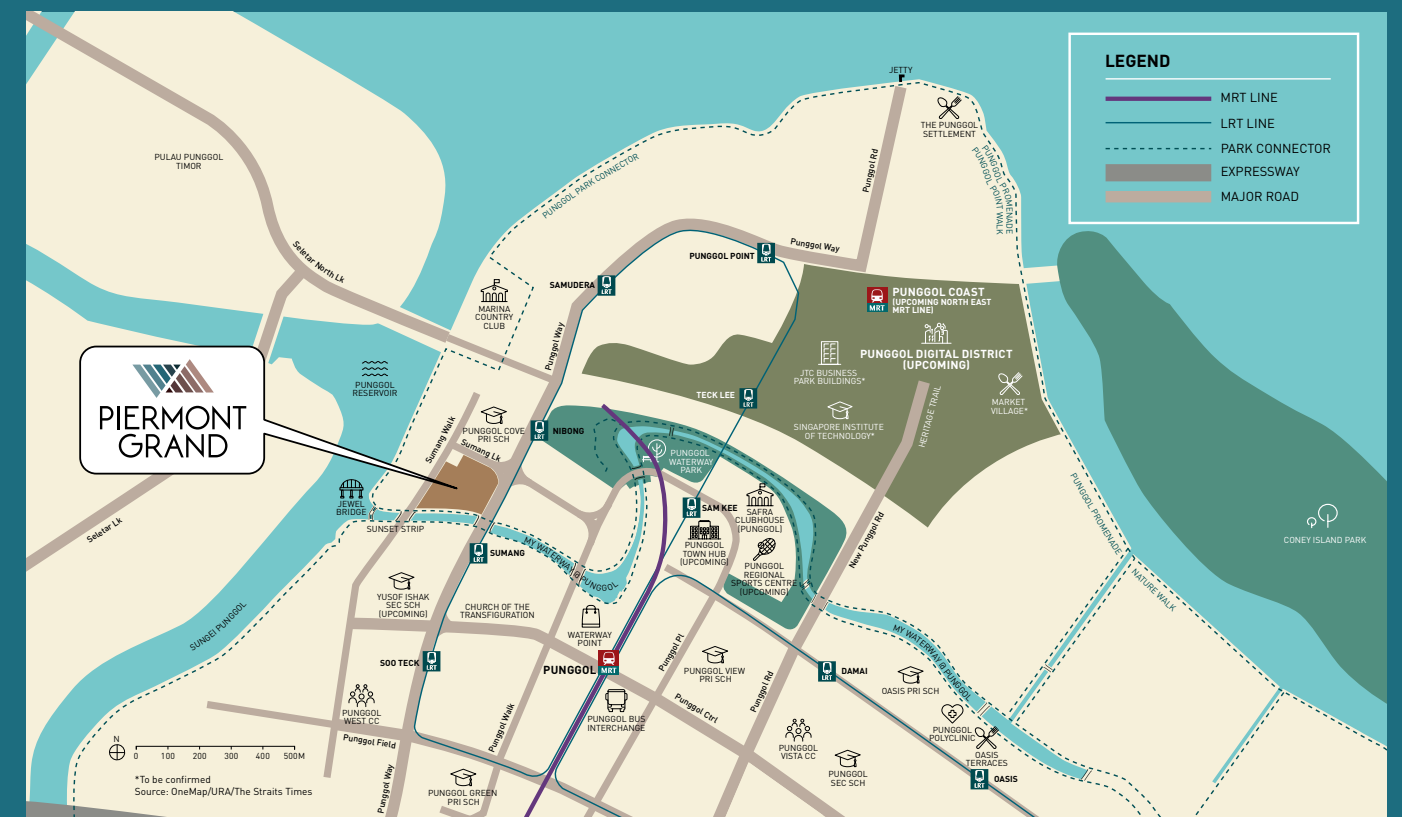 JETTY
LEGEND
MRT LINE
LRT LINE
PARK CONNECTOR
EXPRESSWAY
MAJOR ROAD
THE PUNGGOL
SETTLEMENT
PULAU PUNGGOL
TIMOR
PUNGGOL PARK CONNECTOR
Punggol Rd
PUNGGOL PROMENADE
PUNGGOL POINT WALK
Seletar North Lk
PUNGGOL POINT
LRT
Punggol Way
SAMUDERA
LRT
MARINA
COUNTRY
CLUB
PUNGGOL COAST
(UPCOMING NORTH EAST
MRT LINE)
MRT
Punggol Way
PUNGGOL DIGITAL DISTRICT
(UPCOMING)
JTC BUSINESS
PARK BUILDINGS*
PUNGGOL
RESERVOIR
PIERMONT
GRAND
TECK LEE
LRT
MARKET
VILLAGE*
HERITAGE TRAIL
SINGAPORE INSTITUTE
OF TECHNOLOGY*
Sumang Walk
PUNGGOL COVE
PRI SCH
LRT
NIBONG
Sumang Lk
PUNGGOL
WATERWAY
PARK
JEWEL
BRIDGE
SUNSET STRIP
Seletar Lk
LRT
SAM KEE
SAFRA
CLUBHOUSE
(PUNGGOL)
PUNGGOL
TOWN HUB
(UPCOMING)
PUNGGOL
REGIONAL
SPORTS CENTRE
(UPCOMING)
New Punggol Rd
PUNGGOL PROMENADE
CONEY ISLAND PARK
LRT
SUMANG
MY WATERWAY @ PUNGGOL
NATURE WALK
YUSOF ISHAK
SEC SCH
(UPCOMING)
CHURCH OF THE
TRANSFIGURATION
SUNGEI PUNGGOL
WATERWAY
POINT
MY WATERWAY @ PUNGGOL
SOO TECK
LRT
PUNGGOL
MRT
Punggol Pl
PUNGGOL VIEW
PRI SCH
Punggol Rd
LRT
DAMAI
OASIS PRI SCH
PUNGGOL
WEST CC
Punggol Walk
PUNGGOL BUS
INTERCHANGE
Punggol Ctrl
PUNGGOL
POLYCLINIC
OASIS
TERRACES
Punggol Field
PUNGGOL
VISTA CC
N
0 100 200 300 400 500M
PUNGGOL
SEC SCH
LRT
OASIS
*To be confirmed
Source: OneMap/URA/The Straits Times
Punggol Way
PUNGGOL GREEN
PRI SCH